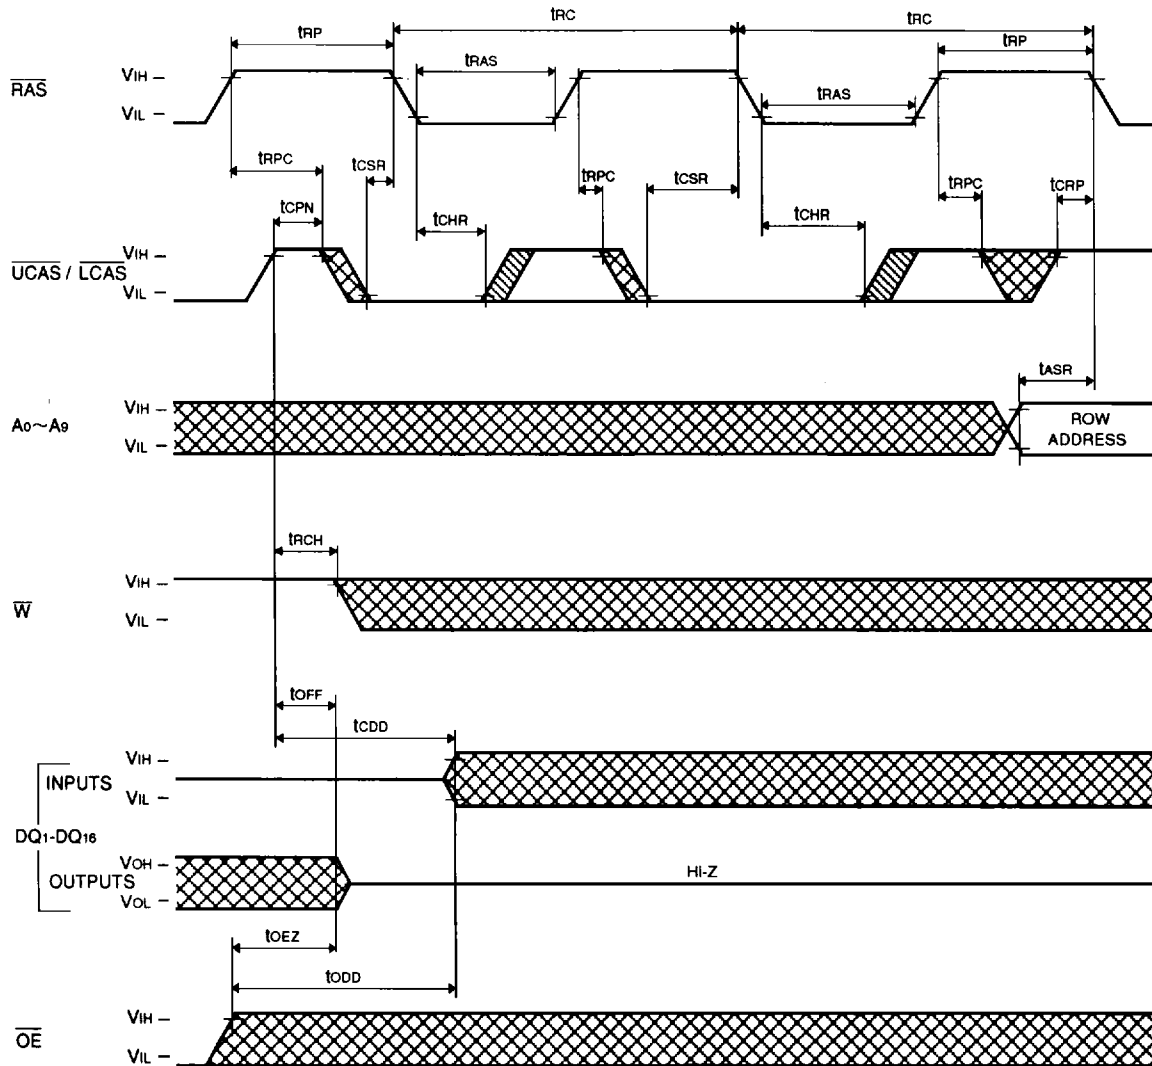 tRC tRC
tRP tRP
RAS VIH tRAS
VIL tRAS
tRPC tCSR tRPC tCSR tRPC tCRP
tCPN tCHR tCHR
UCAS / LCAS VIH
VIL
tASR
A0~A9 VIH ROW
VIL ADDRESS
tRCH
W VIH
VIL
tOFF
tCDD
VIH
INPUTS
VIL
DQ1-DQ16
VOH
OUTPUTS HI-Z
VOL
tOEZ
tODD
OE VIH
VIL